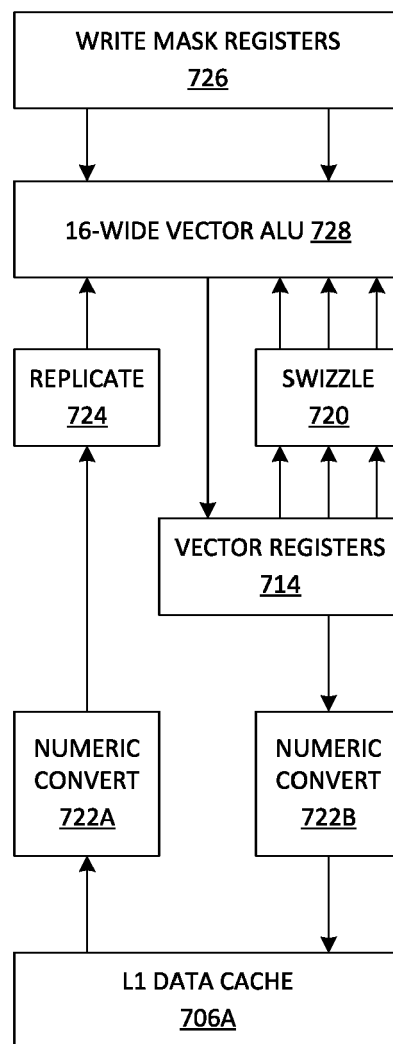 WRITE MASK REGISTERS
726
16-WIDE VECTOR ALU 728
REPLICATE
724
SWIZZLE
720
VECTOR REGISTERS
714
NUMERIC
CONVERT
722A
NUMERIC
CONVERT
722B
L1 DATA CACHE
706A